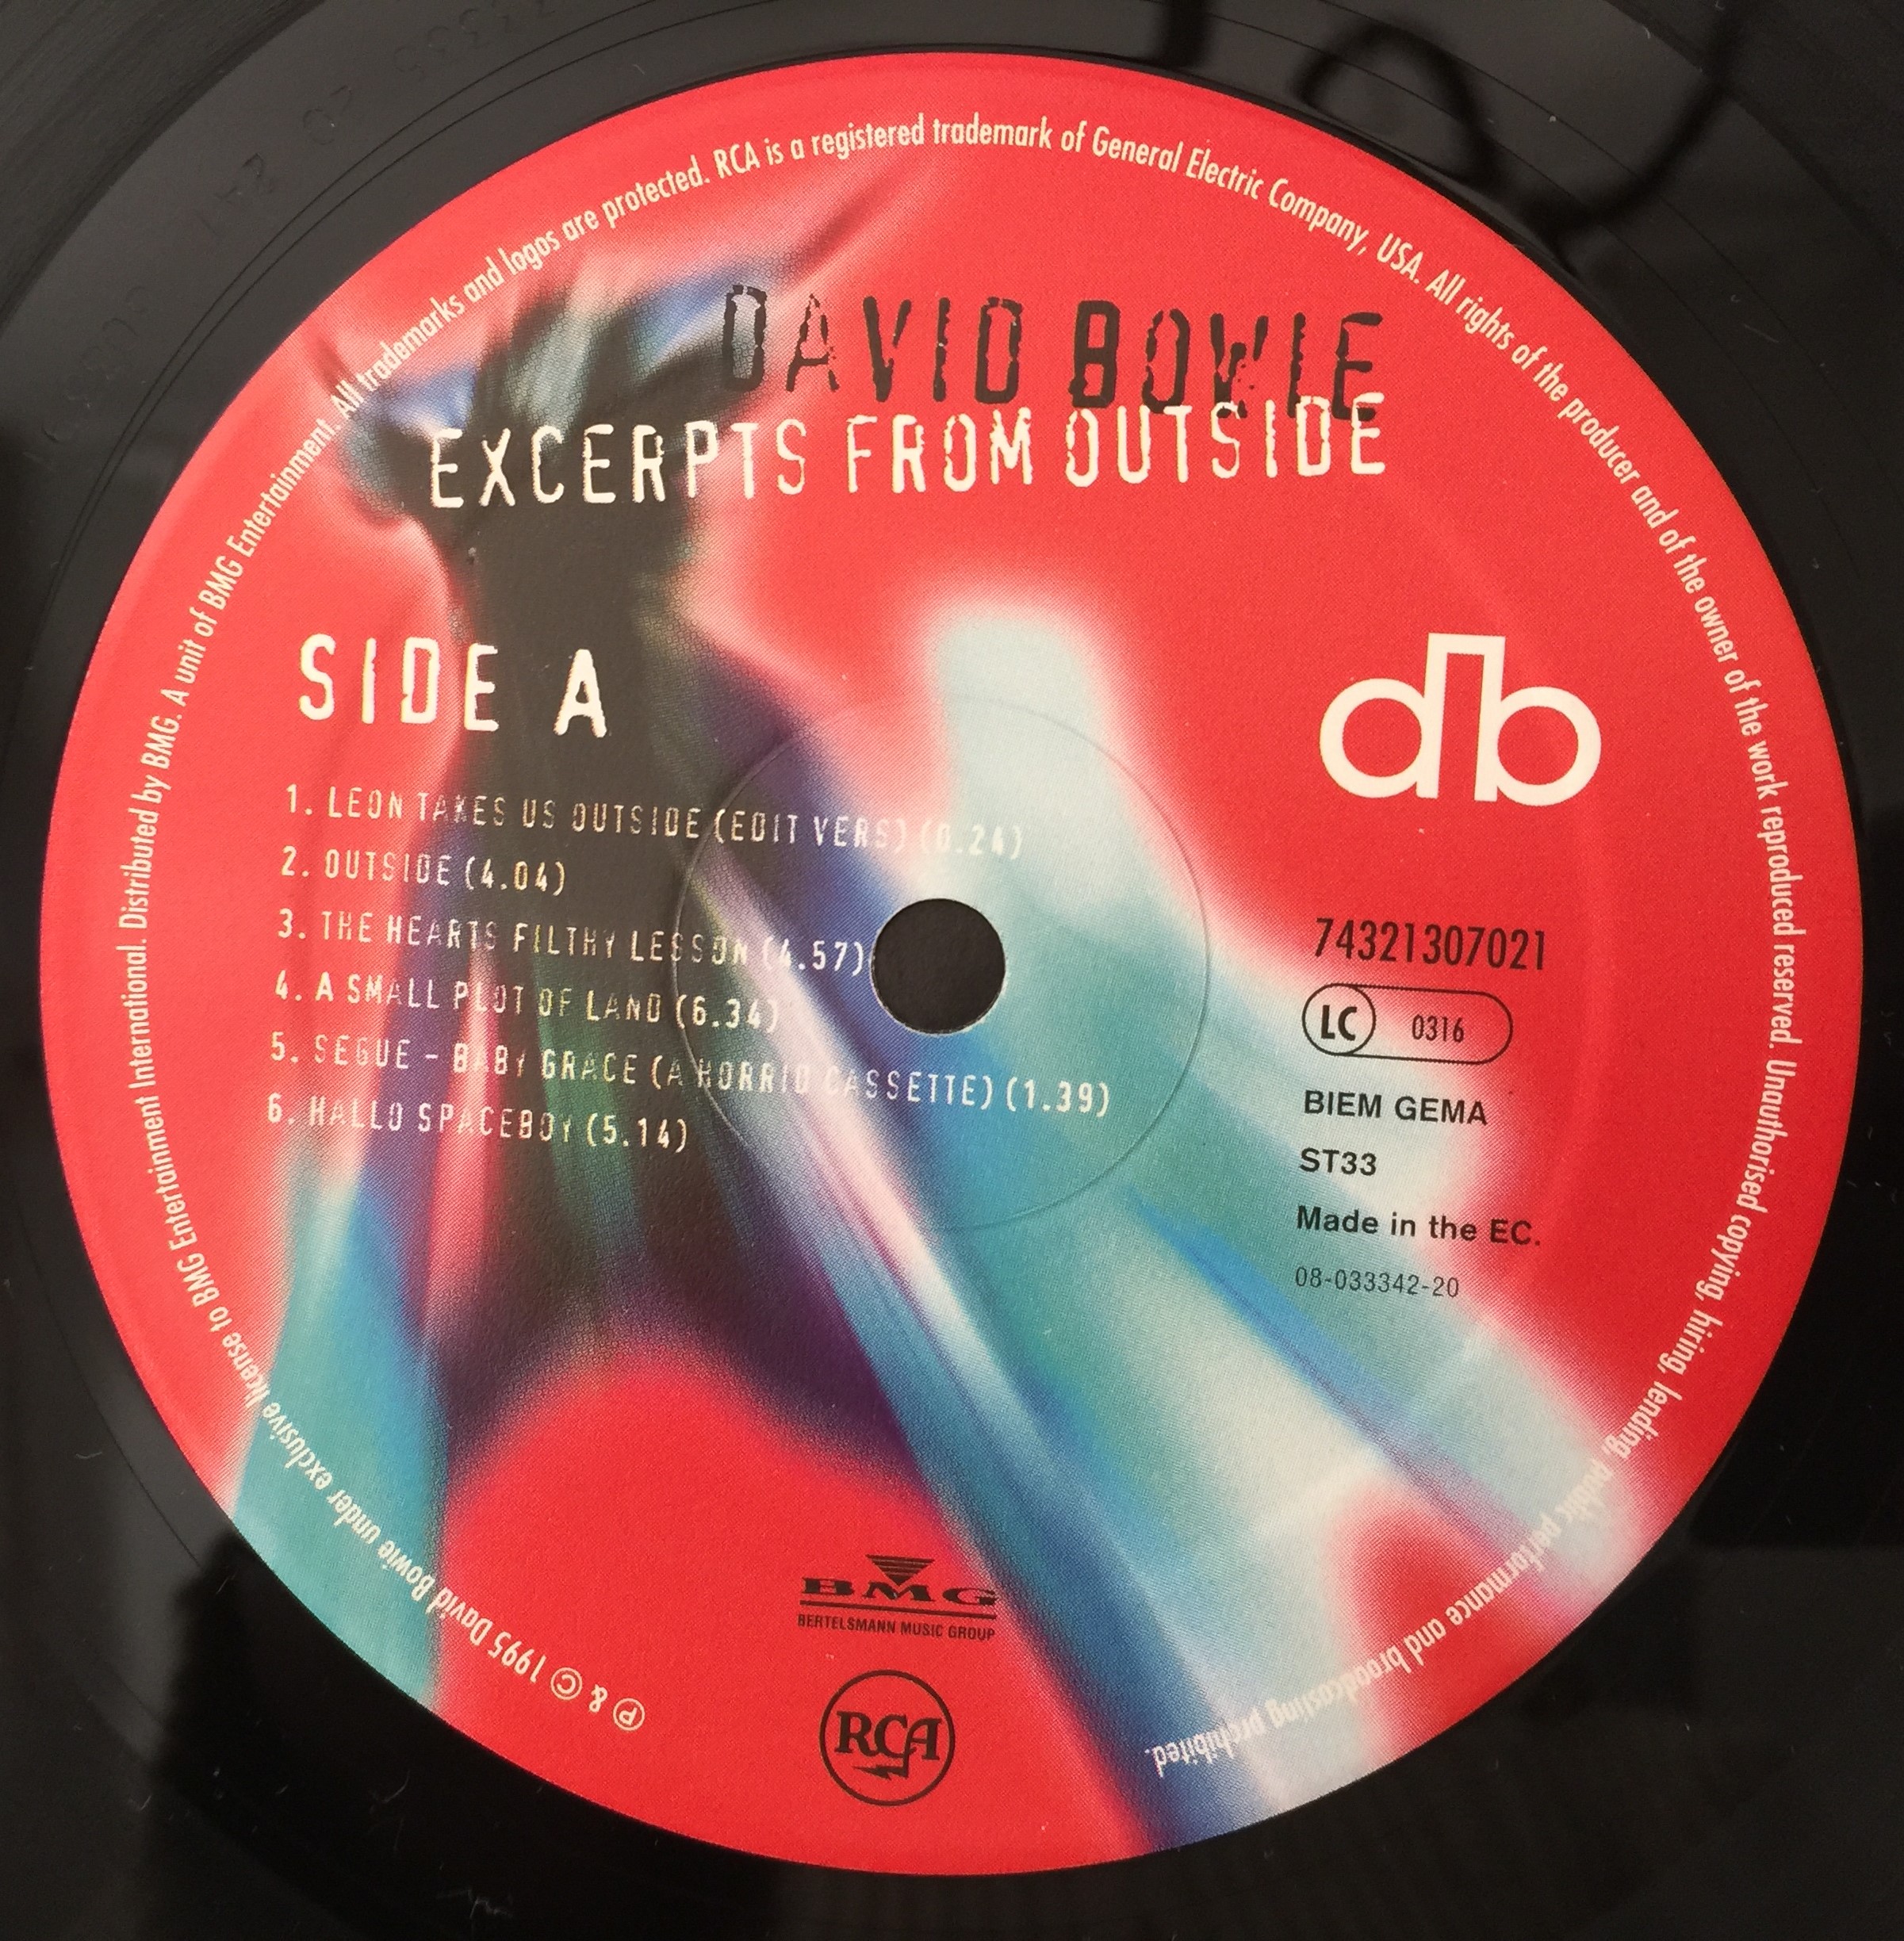 DAVID BOWIE
EXCERPTS FROM OUTSIDE
SIDE A
db
1. LEON TAKES US OUTSIDE (EDIT VERS) (0.24)
2. OUTSIDE (4.04)
3. THE HEARTS FILTHY LESSON (4.57)
4. A SMALL PLOT OF LAND (6.34)
5. SEGUE - BABY GRACE (A HORRID CASSETTE) (1.39)
6. HALLO SPACEBOY (5.14)
74321307021
LC 0316
BIEM GEMA
ST33
Made in the EC.
08-033342-20
BMG
BERTELSMANN MUSIC GROUP
RCA
℗ & © 1995 David Bowie under exclusive license to BMG Entertainment International. Distributed by BMG. A unit of BMG Entertainment. All trademarks and logos are protected. RCA is a registered trademark of General Electric Company, USA. All rights of the producer and of the owner of the work reproduced reserved. Unauthorised copying, hiring, lending, public performance and broadcasting prohibited.